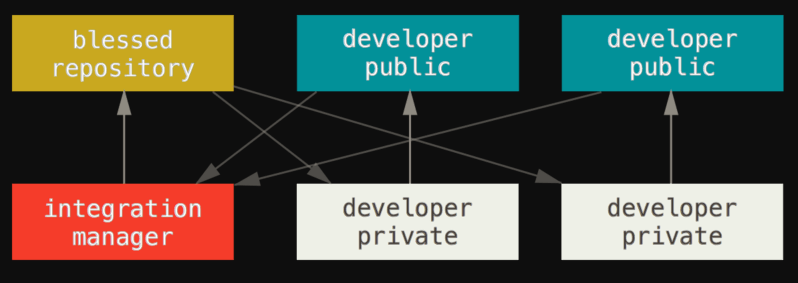 blessed
repository
developer
public
developer
public
integration
manager
developer
private
developer
private